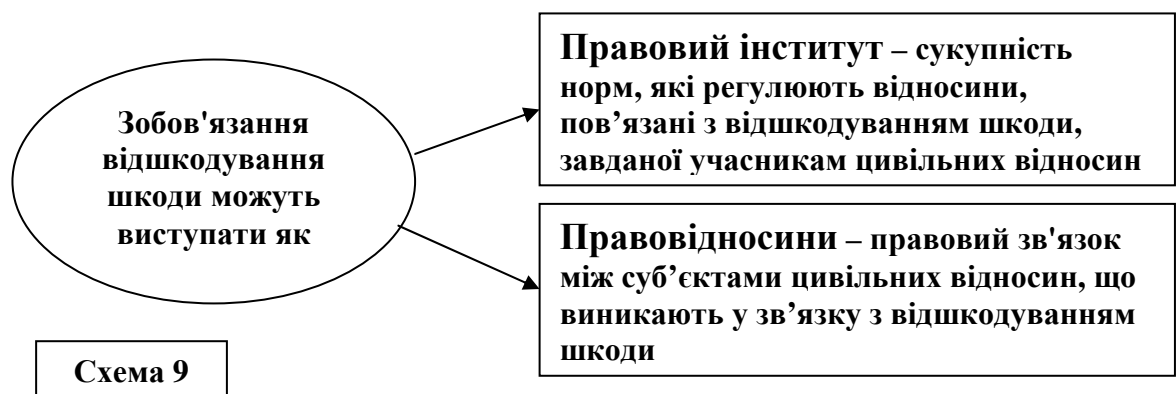 Зобов'язання
відшкодування
шкоди можуть
виступати як
Правовий інститут – сукупність
норм, які регулюють відносини,
пов’язані з відшкодуванням шкоди,
завданої учасникам цивільних відносин
Правовідносини – правовий зв'язок
між суб’єктами цивільних відносин, що
виникають у зв’язку з відшкодуванням
шкоди
Схема 9